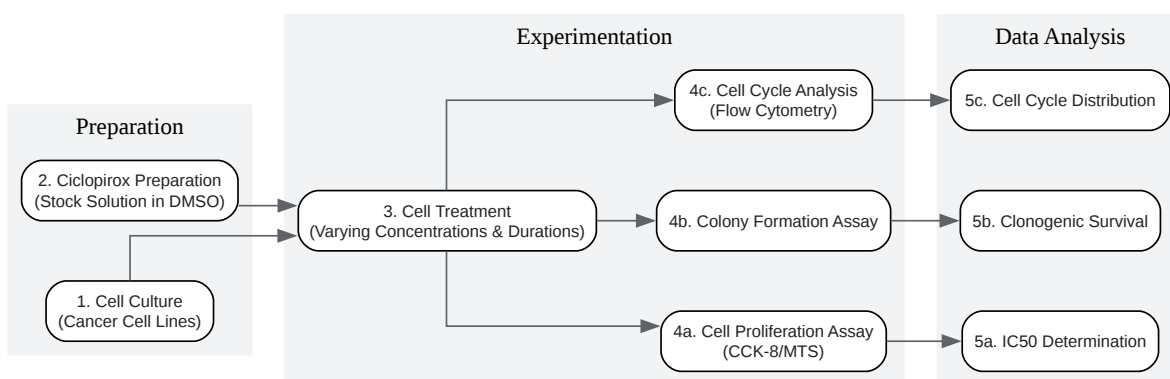 Preparation
2. Ciclopirox Preparation
(Stock Solution in DMSO)
1. Cell Culture
(Cancer Cell Lines)
Experimentation
3. Cell Treatment
(Varying Concentrations & Durations)
4c. Cell Cycle Analysis
(Flow Cytometry)
4b. Colony Formation Assay
4a. Cell Proliferation Assay
(CCK-8/MTS)
Data Analysis
5c. Cell Cycle Distribution
5b. Clonogenic Survival
5a. IC50 Determination